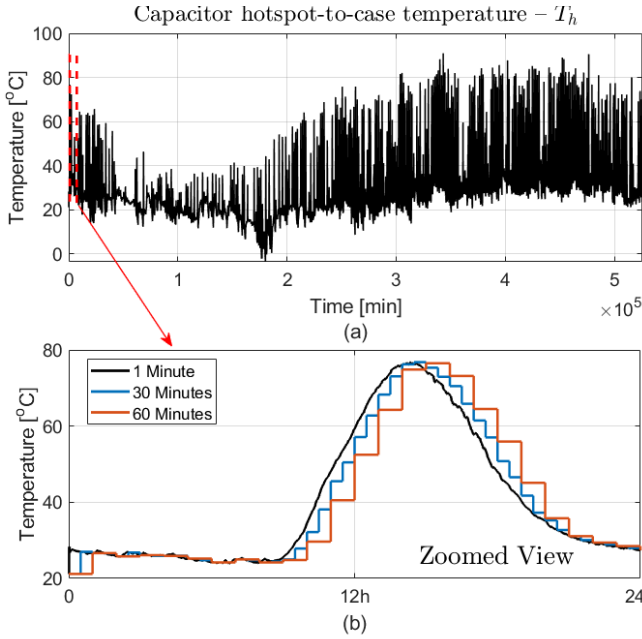 Capacitor hotspot-to-case temperature – T_h
100
80
60
40
20
0
Temperature [°C]
0 1 2 3 4 5
Time [min]
×10^5
(a)
80
60
40
20
Temperature [°C]
1 Minute
30 Minutes
60 Minutes
Zoomed View
0 12h 24
(b)